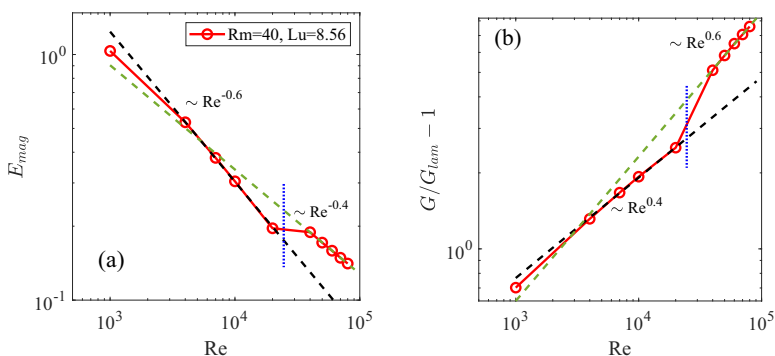 Rm=40, Lu=8.56
10^0
10^-1
E_mag
~ Re^-0.6
~ Re^-0.4
(a)
10^3
10^4
10^5
Re
(b)
~ Re^0.6
~ Re^0.4
G/G_lam − 1
10^0
10^3
10^4
10^5
Re